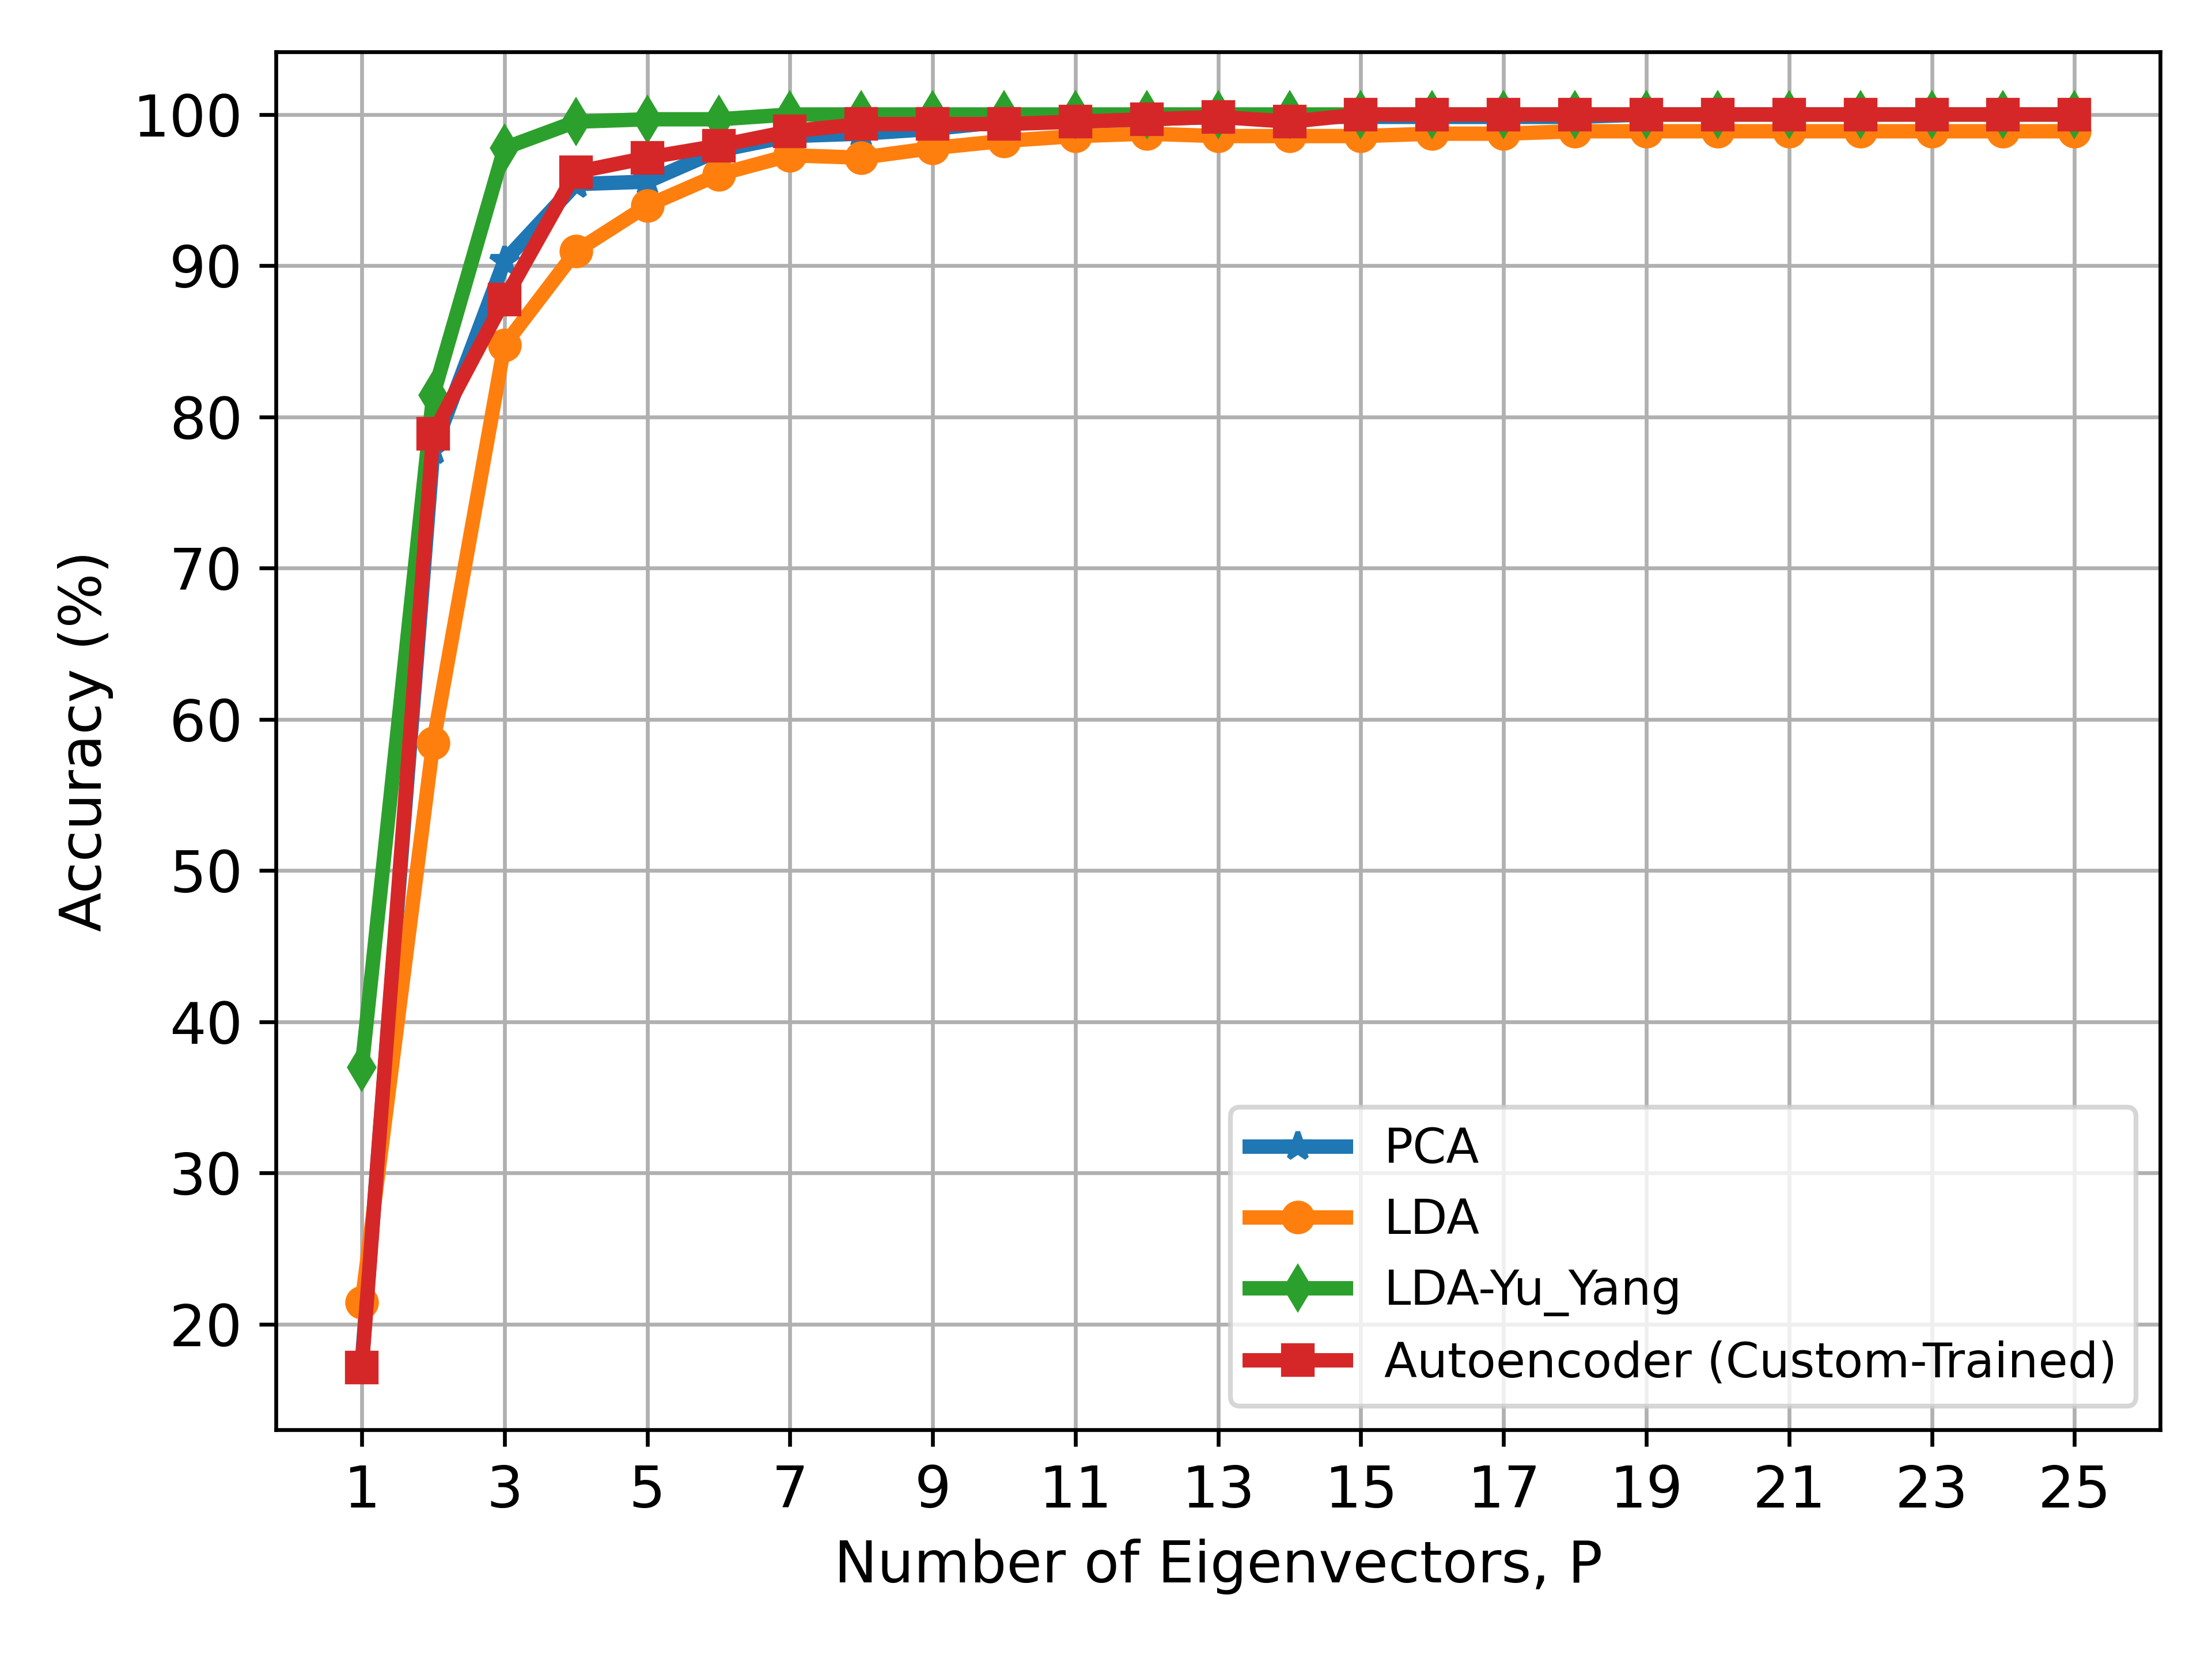 100
90
80
70
60
50
40
30
20
Accuracy (%)
PCA
LDA
LDA-Yu_Yang
Autoencoder (Custom-Trained)
1 3 5 7 9 11 13 15 17 19 21 23 25
Number of Eigenvectors, P